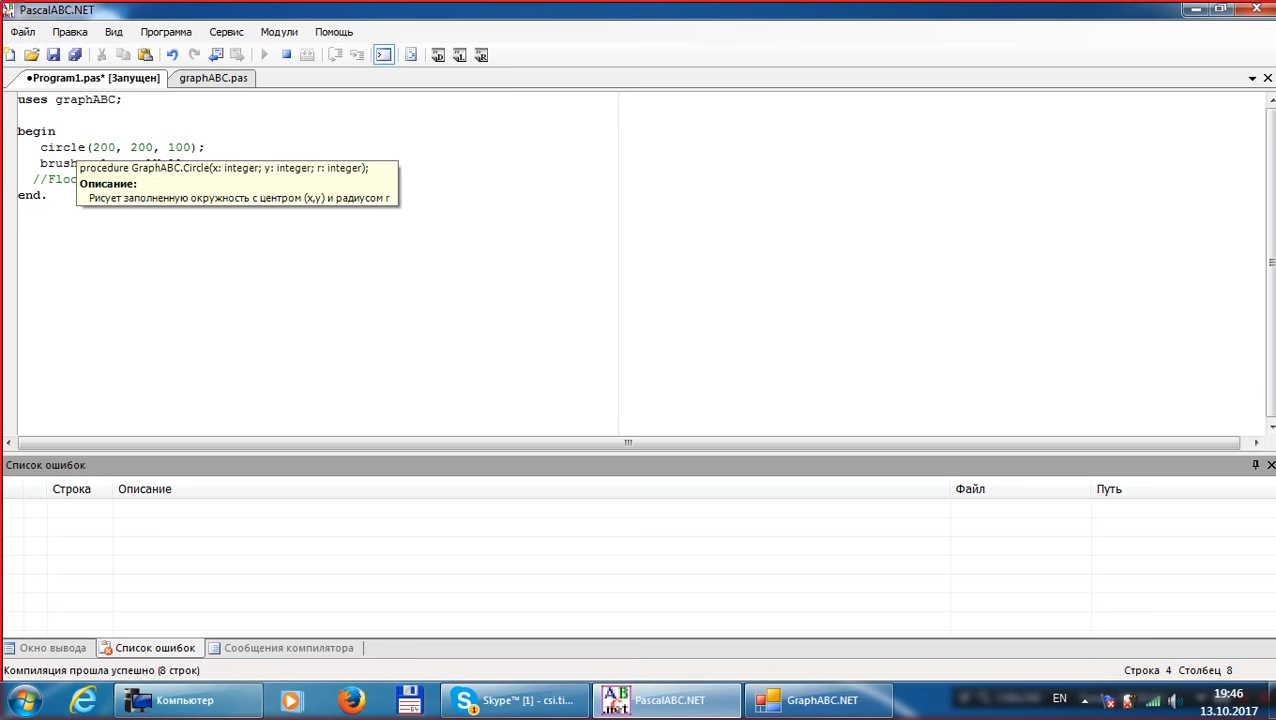 PascalABC.NET
Файл Правка Вид Программа Сервис Модули Помощь
•Program1.pas* [Запущен] graphABC.pas
uses graphABC;
begin
circle(200, 200, 100);
brush
procedure GraphABC.Circle(x: integer; y: integer; r: integer);
//Floo
Описание:
end.
Рисует заполненную окружность с центром (x,y) и радиусом r
Список ошибок
Строка Описание Файл Путь
Окно вывода Список ошибок Сообщения компилятора
Компиляция прошла успешно (8 строк) Строка 4 Столбец 8
Компьютер Skype™ [1] - csi.ti... PascalABC.NET GraphABC.NET EN 19:46
13.10.2017